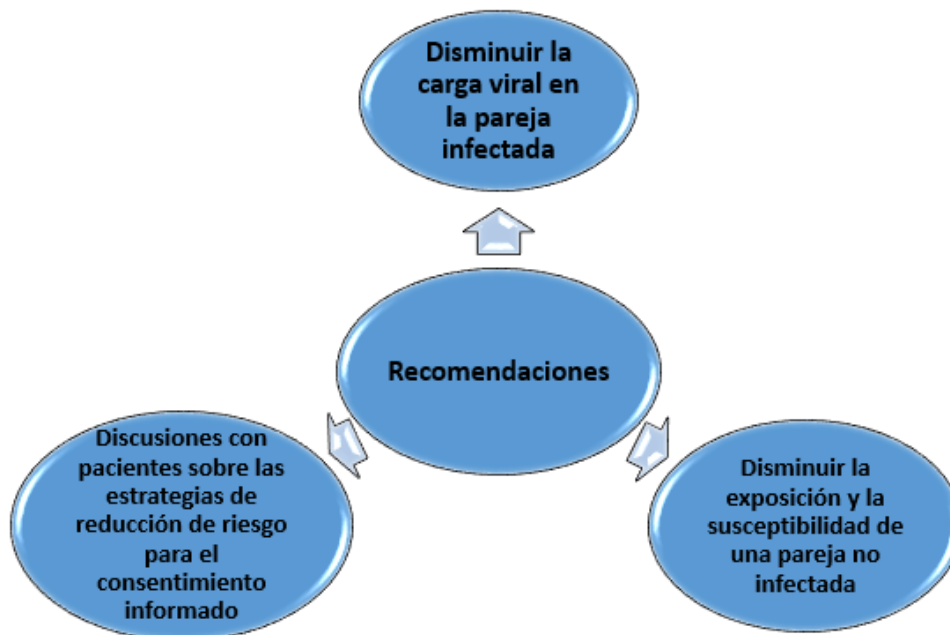 Disminuir la
carga viral en
la pareja
infectada
Recomendaciones
Discusiones con
pacientes sobre las
estrategias de
reducción de riesgo
para el
consentimiento
informado
Disminuir la
exposición y la
susceptibilidad de
una pareja no
infectada